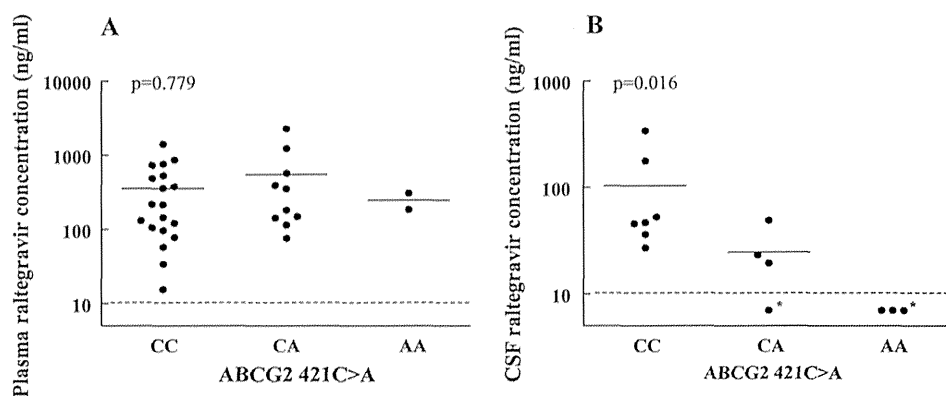 A
Plasma raltegravir concentration (ng/ml)
p=0.779
10000
1000
100
10
CC CA AA
ABCG2 421C>A
B
CSF raltegravir concentration (ng/ml)
p=0.016
1000
100
10
*
*
CC CA AA
ABCG2 421C>A